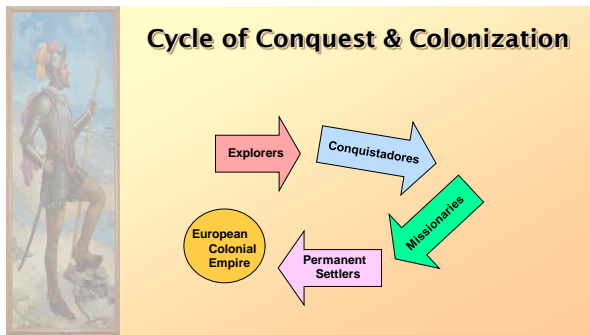 Cycle of Conquest & Colonization
Explorers
Conquistadores
Missionaries
Permanent
Settlers
European
Colonial
Empire